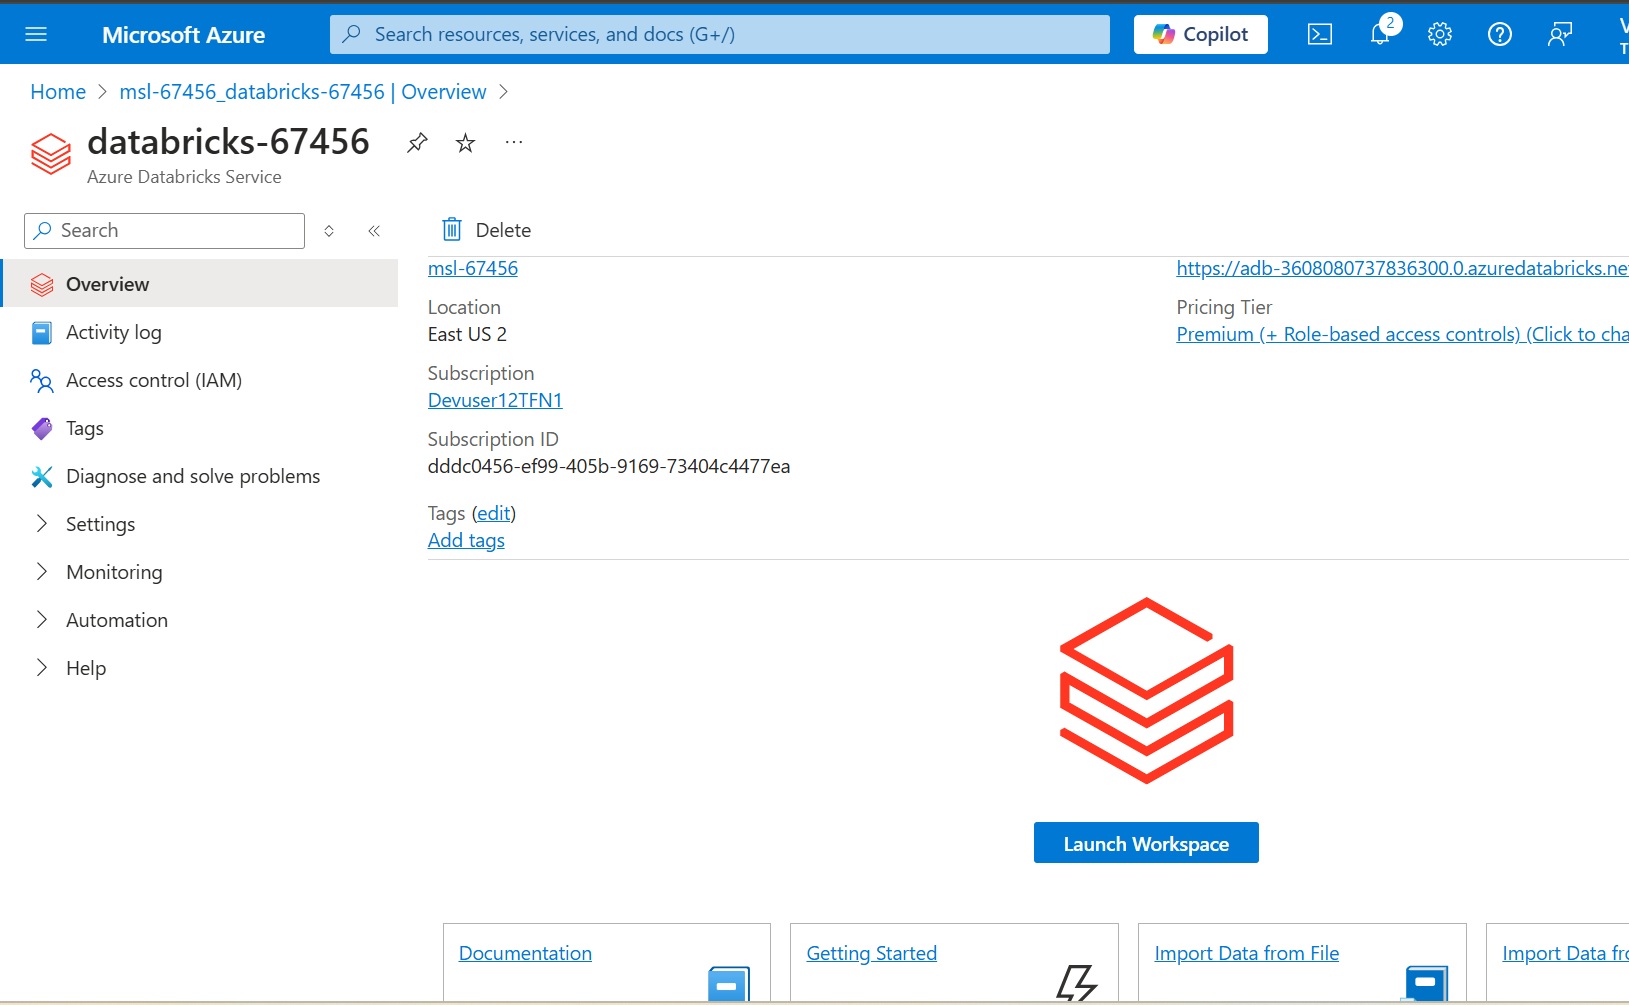 Microsoft Azure
Search resources, services, and docs (G+/)
Copilot
2
Home > msl-67456_databricks-67456 | Overview >
databricks-67456
Azure Databricks Service
Search
Delete
Overview
Activity log
Access control (IAM)
Tags
Diagnose and solve problems
Settings
Monitoring
Automation
Help
msl-67456
Location
East US 2
Subscription
Devuser12TFN1
Subscription ID
dddc0456-ef99-405b-9169-73404c4477ea
Tags (edit)
Add tags
https://adb-3608080737836300.0.azuredatabricks.ne
Pricing Tier
Premium (+ Role-based access controls) (Click to cha
Launch Workspace
Documentation
Getting Started
Import Data from File
Import Data fro